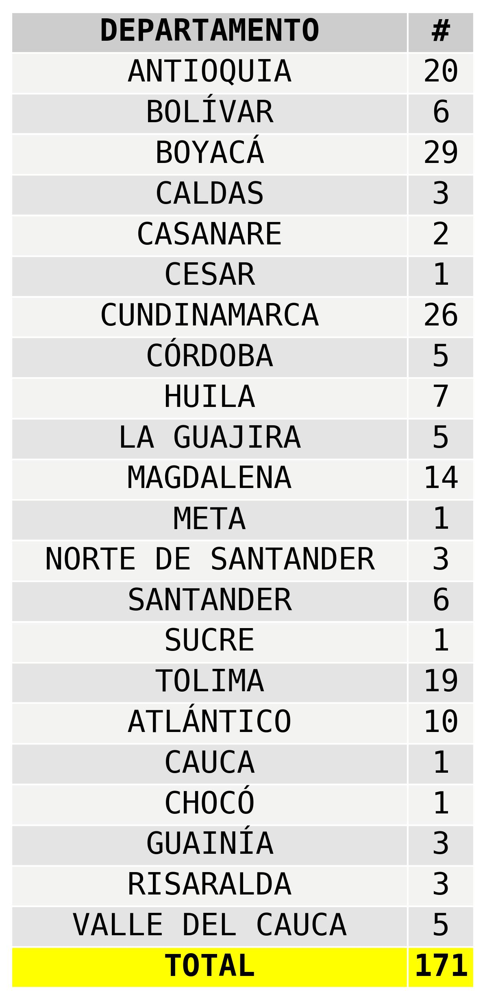 DEPARTAMENTO #
ANTIOQUIA 20
BOLÍVAR 6
BOYACÁ 29
CALDAS 3
CASANARE 2
CESAR 1
CUNDINAMARCA 26
CÓRDOBA 5
HUILA 7
LA GUAJIRA 5
MAGDALENA 14
META 1
NORTE DE SANTANDER 3
SANTANDER 6
SUCRE 1
TOLIMA 19
ATLÁNTICO 10
CAUCA 1
CHOCÓ 1
GUAINÍA 3
RISARALDA 3
VALLE DEL CAUCA 5
TOTAL 171